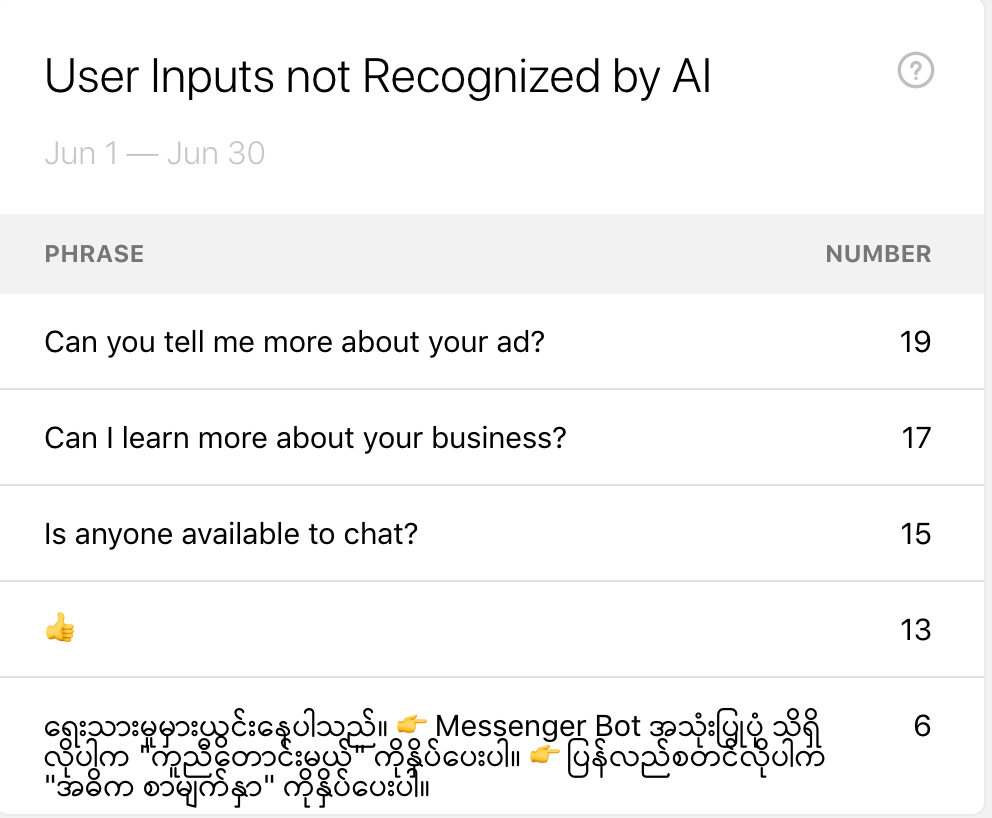 User Inputs not Recognized by AI
Jun 1 — Jun 30
PHRASE NUMBER
Can you tell me more about your ad? 19
Can I learn more about your business? 17
Is anyone available to chat? 15
👍 13
ရေးသားမှုမှားယွင်းနေပါသည်။ 👉 Messenger Bot အသုံးပြုပုံ သိရှိ 6
လိုပါက "ကူညီတောင်းမယ်" ကိုနှိပ်ပေးပါ။ 👉 ပြန်လည်စတင်လိုပါက
"အဓိက စာမျက်နှာ" ကိုနှိပ်ပေးပါ။